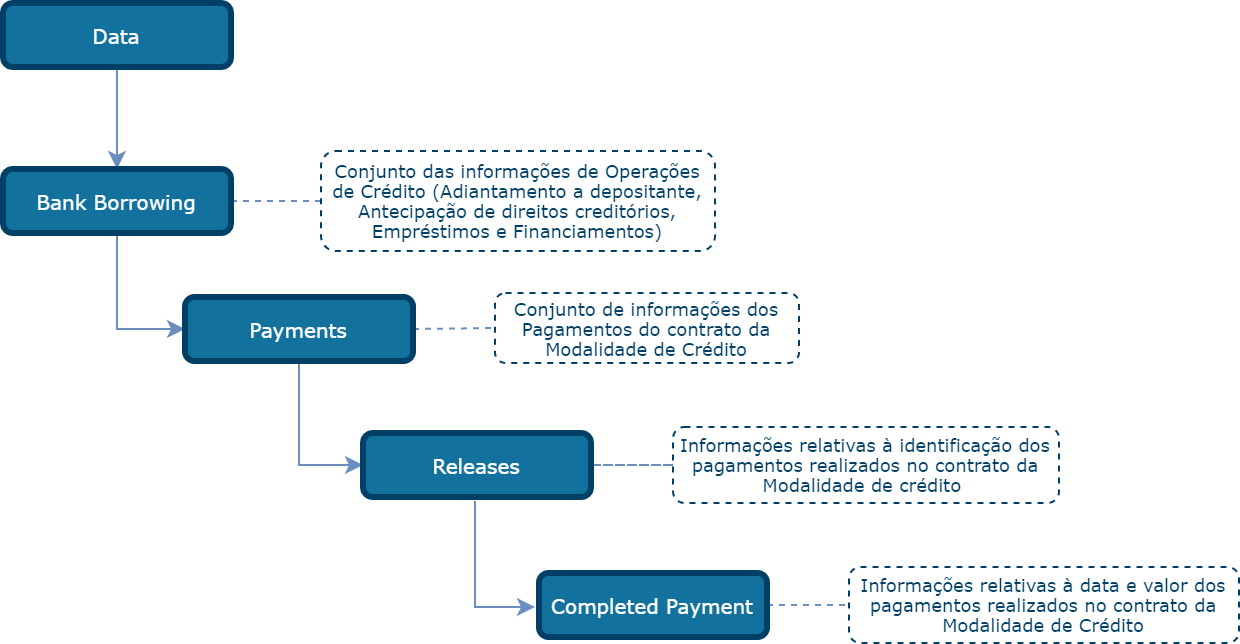 Data
Bank Borrowing
Conjunto das informações de Operações
de Crédito (Adiantamento a depositante,
Antecipação de direitos creditórios,
Empréstimos e Financiamentos)
Payments
Conjunto de informações dos
Pagamentos do contrato da
Modalidade de Crédito
Releases
Informações relativas à identificação dos
pagamentos realizados no contrato da
Modalidade de crédito
Completed Payment
Informações relativas à data e valor dos
pagamentos realizados no contrato da
Modalidade de Crédito